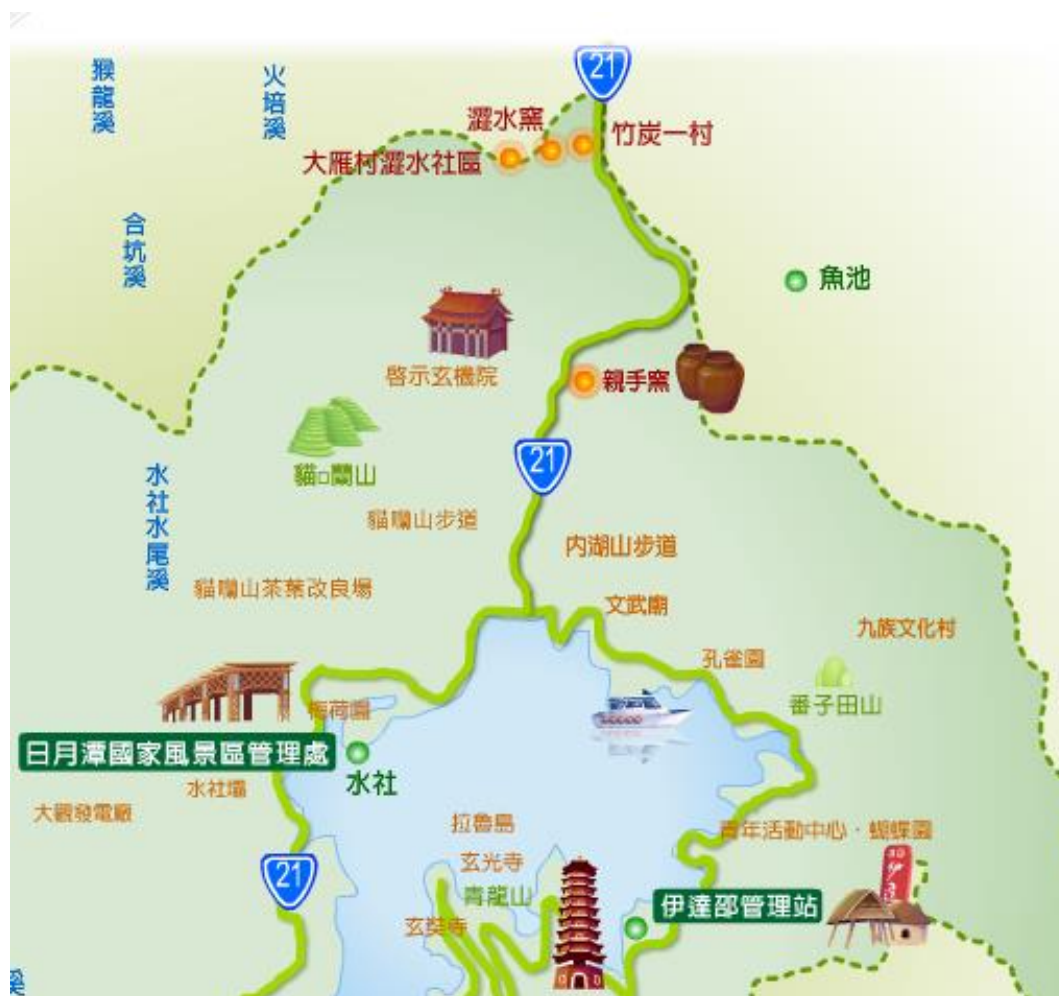 21
猴龍溪
火培溪
澀水窯
竹炭一村
大雁村澀水社區
合坑溪
魚池
啓示玄機院
親手窯
21
貓□蘭山
水社水尾溪
貓囒山步道
内湖山步道
貓囒山茶葉改良場
文武廟
九族文化村
孔雀園
番子田山
梅荷園
日月潭國家風景區管理處
水社
水社壩
大觀發電廠
拉魯島
青年活動中心・蝴蝶園
玄光寺
21
青龍山
伊達邵管理站
玄奘寺
溪